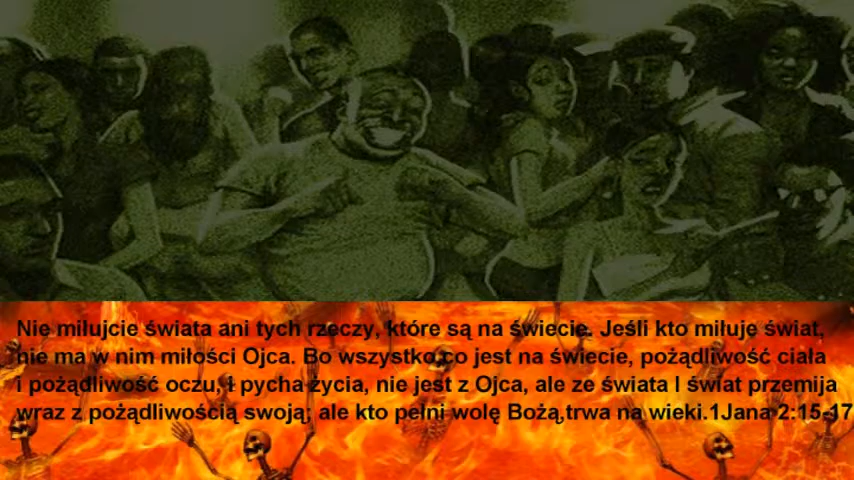 Nie miłujcie świata ani tych rzeczy, które są na świecie. Jeśli kto miłuje świat,
nie ma w nim miłości Ojca. Bo wszystko,co jest na świecie, pożądliwość ciała
i pożądliwość oczu, i pycha życia, nie jest z Ojca, ale ze świata I świat przemija
wraz z pożądliwością swoją; ale kto pełni wolę Bożą,trwa na wieki.1Jana 2:15-17